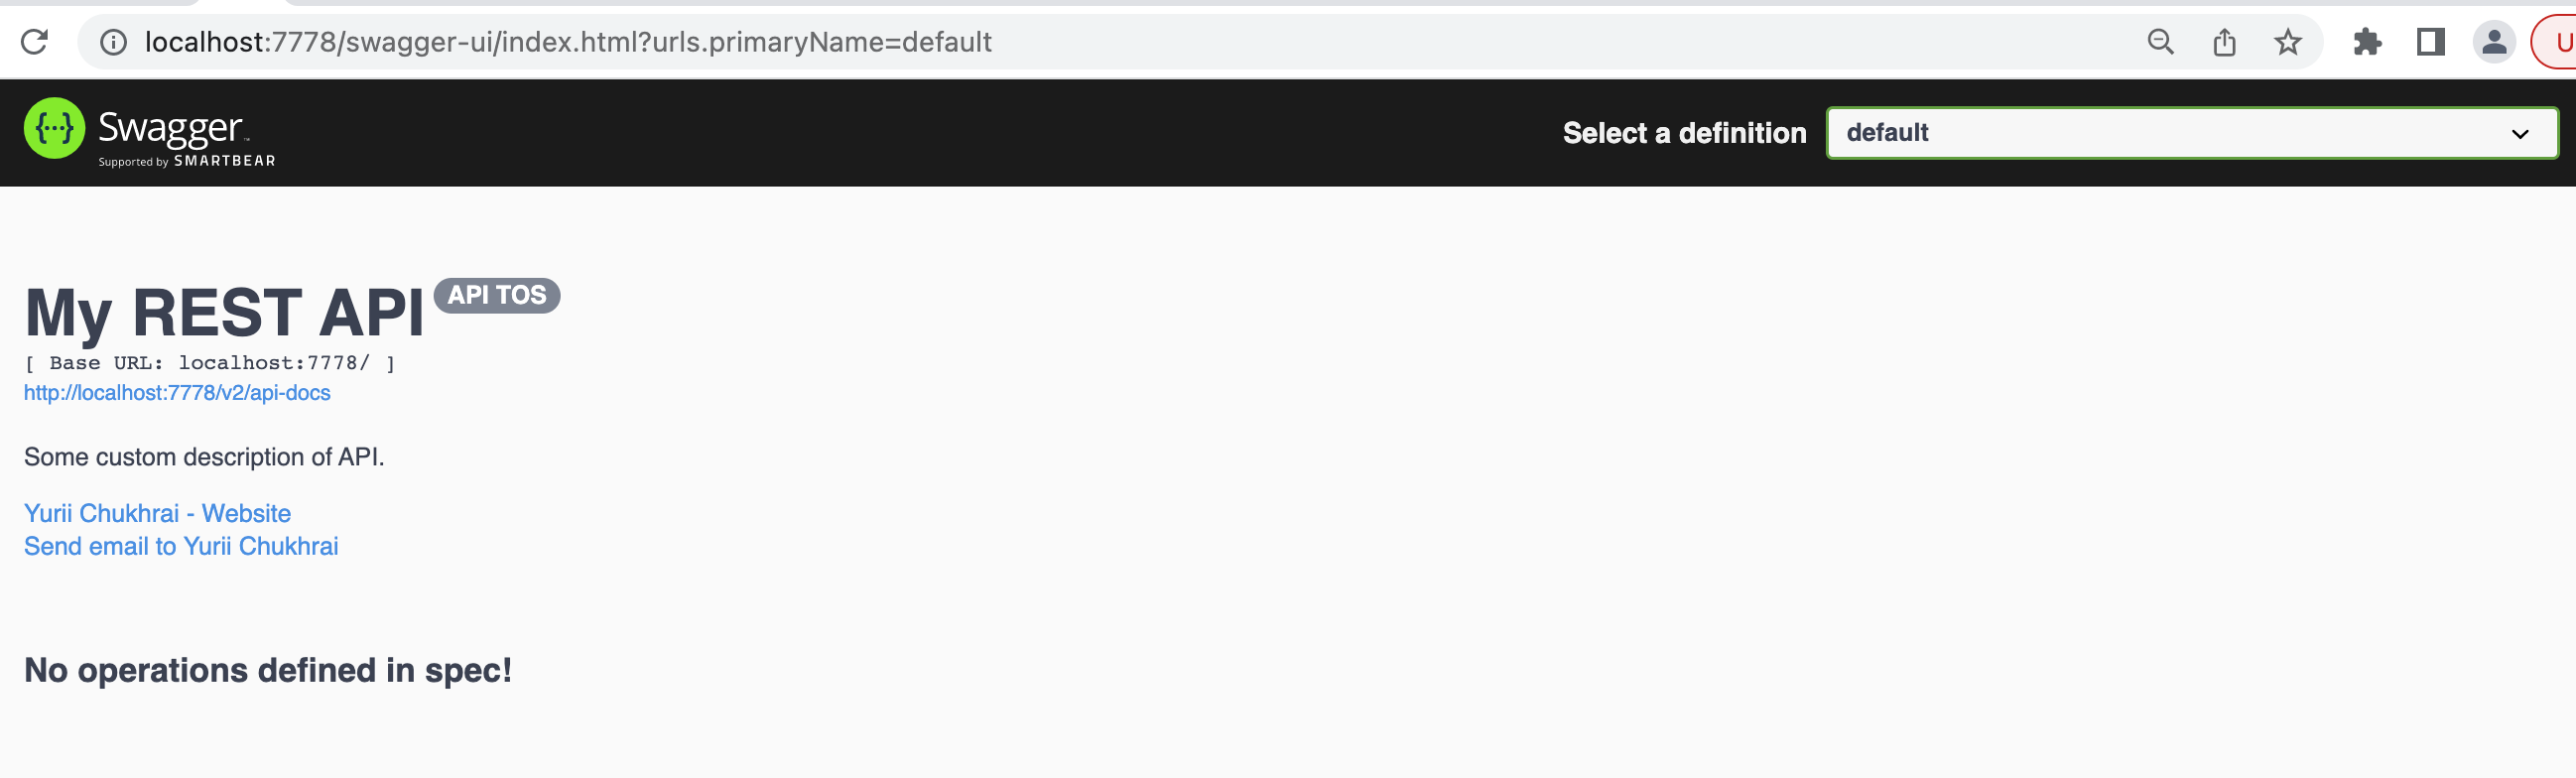 localhost:7778/swagger-ui/index.html?urls.primaryName=default
U
{...} Swagger™
Supported by SMARTBEAR
Select a definition
default
My REST API API TOS
[ Base URL: localhost:7778/ ]
http://localhost:7778/v2/api-docs
Some custom description of API.
Yurii Chukhrai - Website
Send email to Yurii Chukhrai
No operations defined in spec!